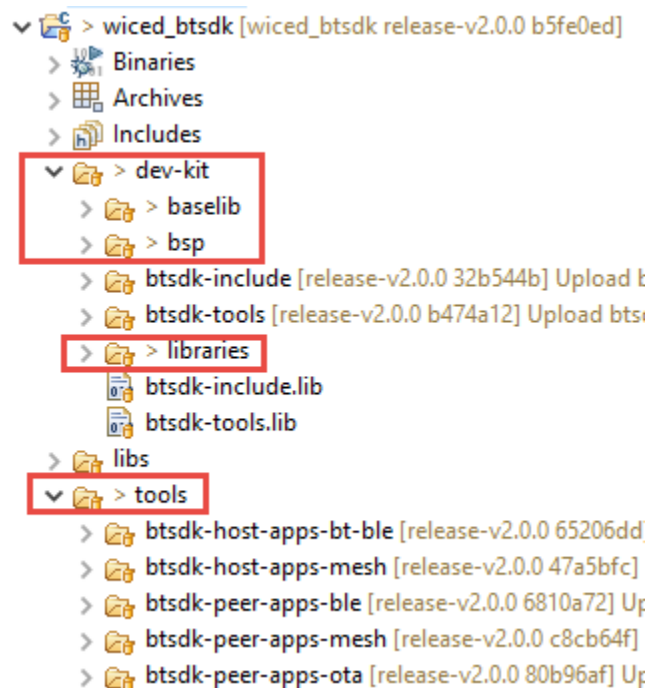 > wiced_btsdk [wiced_btsdk release-v2.0.0 b5fe0ed]
Binaries
Archives
Includes
> dev-kit
> baselib
> bsp
btsdk-include [release-v2.0.0 32b544b] Upload b
btsdk-tools [release-v2.0.0 b474a12] Upload bts
> libraries
btsdk-include.lib
btsdk-tools.lib
libs
> tools
btsdk-host-apps-bt-ble [release-v2.0.0 65206dd]
btsdk-host-apps-mesh [release-v2.0.0 47a5bfc]
btsdk-peer-apps-ble [release-v2.0.0 6810a72] Up
btsdk-peer-apps-mesh [release-v2.0.0 c8cb64f]
btsdk-peer-apps-ota [release-v2.0.0 80b96af] Up